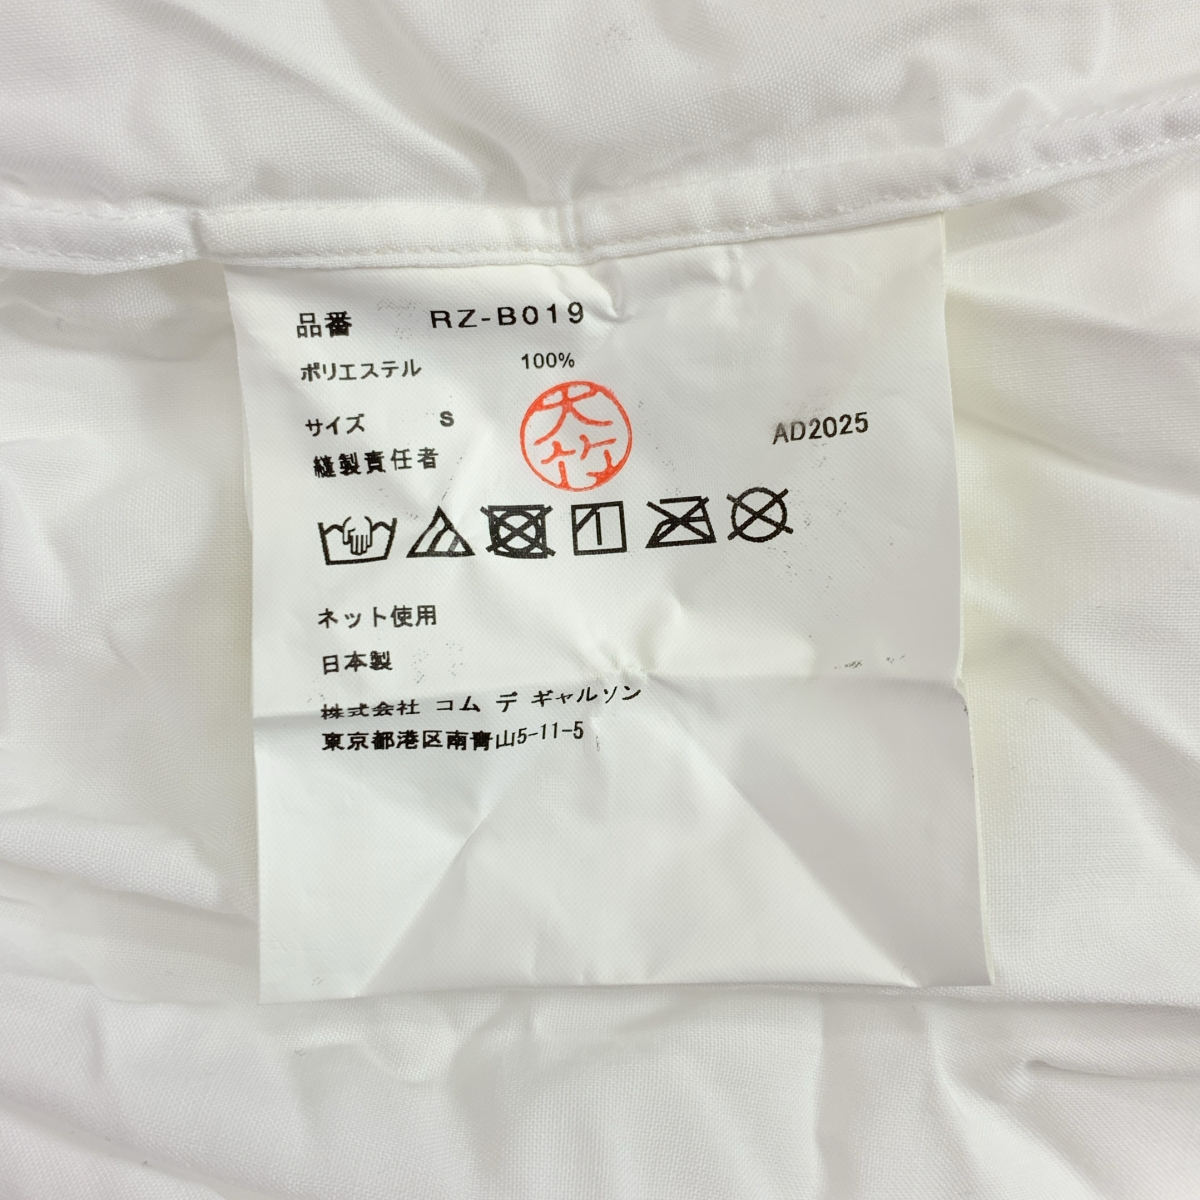 品番 RZ-B019
ポリエステル 100%
サイズ S
縫製責任者 大竹
AD2025
ネット使用
日本製
株式会社 コム デ ギャルソン
東京都港区南青山5-11-5